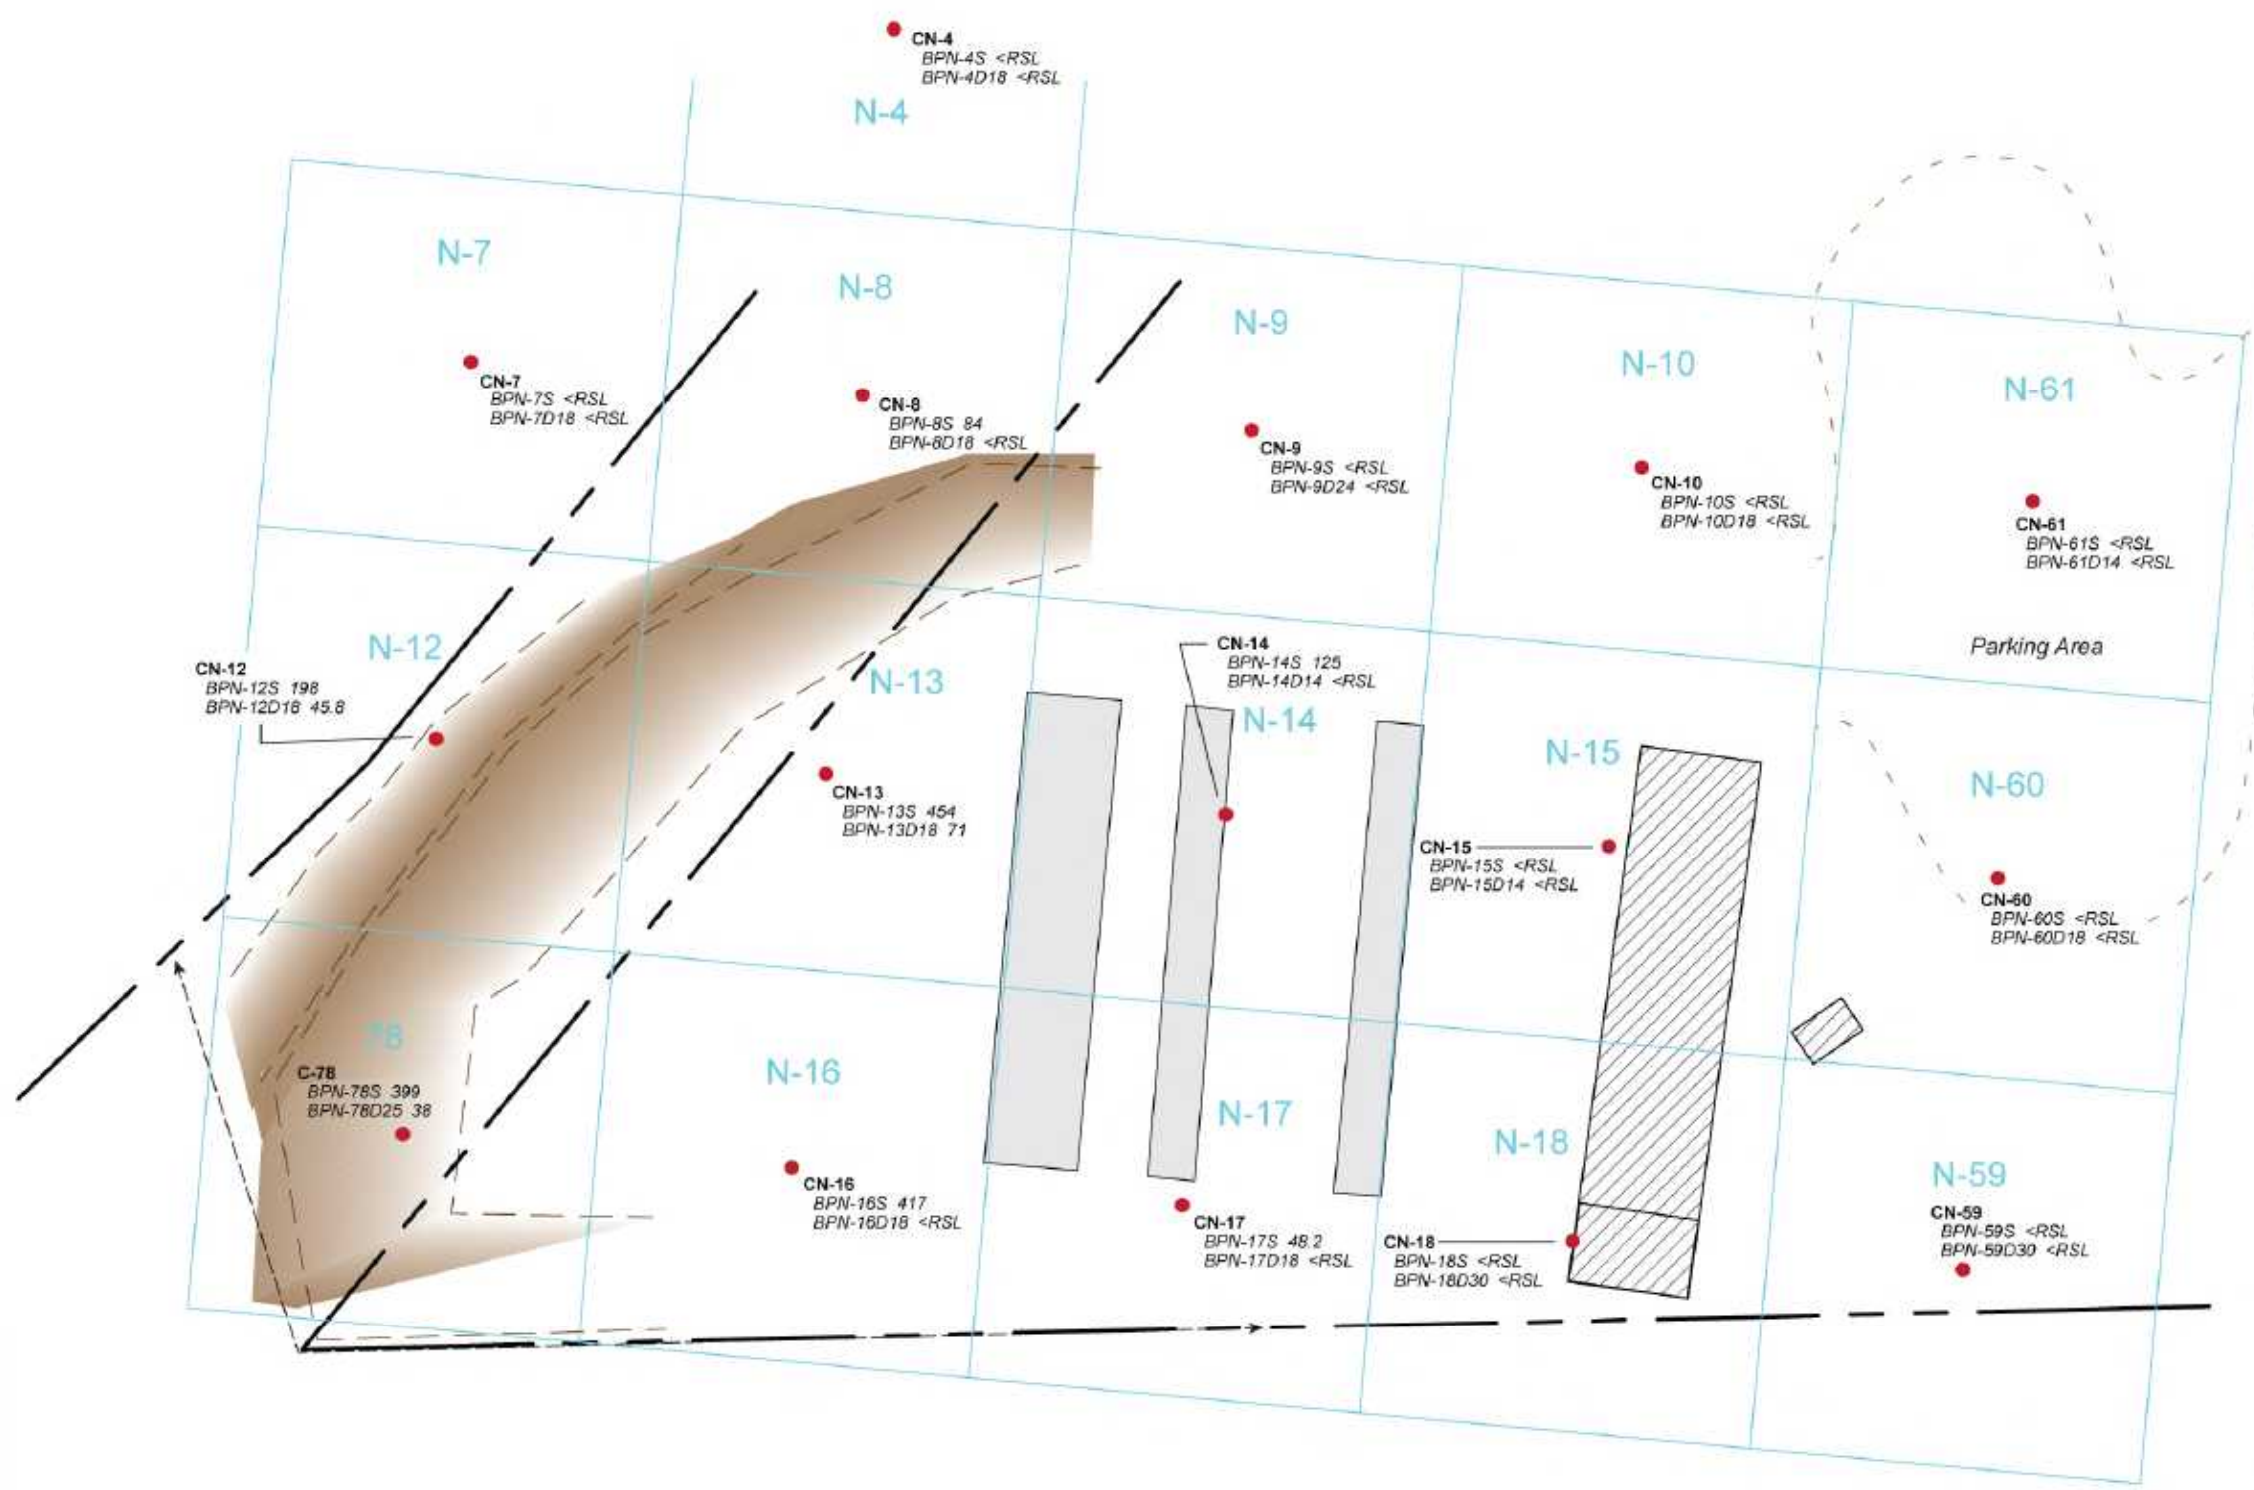 CN-4
BPN-4S <RSL
BPN-4D18 <RSL
N-4
N-7
N-8
N-9
N-10
N-61
CN-7
BPN-7S <RSL
BPN-7D18 <RSL
CN-8
BPN-8S 84
BPN-8D18 <RSL
CN-9
BPN-9S <RSL
BPN-9D24 <RSL
CN-10
BPN-10S <RSL
BPN-10D18 <RSL
CN-61
BPN-61S <RSL
BPN-61D14 <RSL
Parking Area
N-12
CN-12
BPN-12S 198
BPN-12D18 45.8
N-13
CN-13
BPN-13S 454
BPN-13D18 71
CN-14
BPN-14S 125
BPN-14D14 <RSL
N-14
N-15
CN-15
BPN-15S <RSL
BPN-15D14 <RSL
N-60
CN-60
BPN-60S <RSL
BPN-60D18 <RSL
78
C-78
BPN-78S 399
BPN-78D25 38
N-16
CN-16
BPN-16S 417
BPN-16D18 <RSL
N-17
CN-17
BPN-17S 48.2
BPN-17D18 <RSL
N-18
CN-18
BPN-18S <RSL
BPN-18D30 <RSL
N-59
CN-59
BPN-59S <RSL
BPN-59D30 <RSL